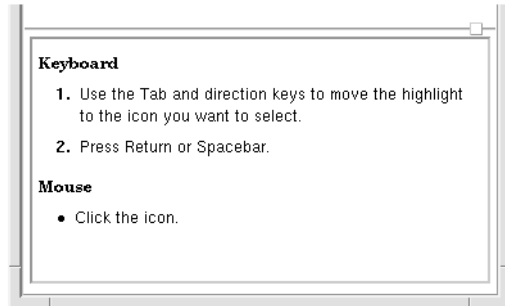 Keyboard
1. Use the Tab and direction keys to move the highlight
to the icon you want to select.
2. Press Return or Spacebar.
Mouse
• Click the icon.